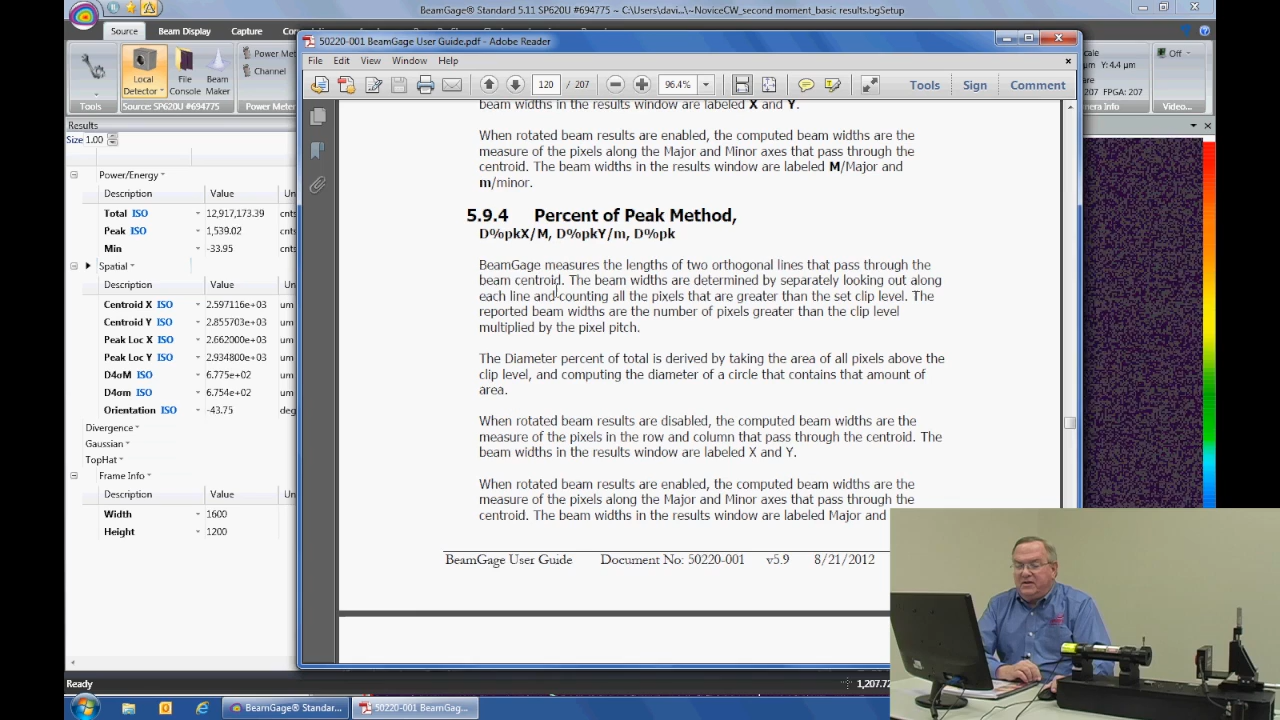 BeamGage® Standard 5.11 SP620U #694775 ~ C:\Users\davi...\~NoviceCW_second moment_basic results.bgSetup
Source Beam Display Capture
Local Detector
File Console
Beam Maker
Power Met
Channel
Tools Source: SP620U #694775 Power Me
Off
207 FPGA: 207
Video...
50220-001 BeamGage User Guide.pdf - Adobe Reader
File Edit View Window Help
120 / 207 96.4% Tools Sign Comment
Results
Size 1.00
Power/Energy
Description Value Un
Total ISO 12,917,173.39 cnts
Peak ISO 1,539.02 cnts
Min -33.95 cnts
Spatial
Description Value Un
Centroid X ISO 2.597116e+03 um
Centroid Y ISO 2.855703e+03 um
Peak Loc X ISO 2.662000e+03 um
Peak Loc Y ISO 2.934800e+03 um
D4σM ISO 6.775e+02 um
D4σm ISO 6.754e+02 um
Orientation ISO -43.75 deg
Divergence
Gaussian
TopHat
Frame Info
Description Value Un
Width 1600
Height 1200
beam widths in the results window are labeled X and Y.
When rotated beam results are enabled, the computed beam widths are the
measure of the pixels along the Major and Minor axes that pass through the
centroid. The beam widths in the results window are labeled M/Major and
m/minor.
5.9.4 Percent of Peak Method,
D%pkX/M, D%pkY/m, D%pk
BeamGage measures the lengths of two orthogonal lines that pass through the
beam centroid. The beam widths are determined by separately looking out along
each line and counting all the pixels that are greater than the set clip level. The
reported beam widths are the number of pixels greater than the clip level
multiplied by the pixel pitch.
The Diameter percent of total is derived by taking the area of all pixels above the
clip level, and computing the diameter of a circle that contains that amount of
area.
When rotated beam results are disabled, the computed beam widths are the
measure of the pixels in the row and column that pass through the centroid. The
beam widths in the results window are labeled X and Y.
When rotated beam results are enabled, the computed beam widths are the
measure of the pixels along the Major and Minor axes that pass through the
centroid. The beam widths in the results window are labeled Major and
BeamGage User Guide Document No: 50220-001 v5.9 8/21/2012
Ready
1,207.72
BeamGage® Standar... 50220-001 BeamGag...